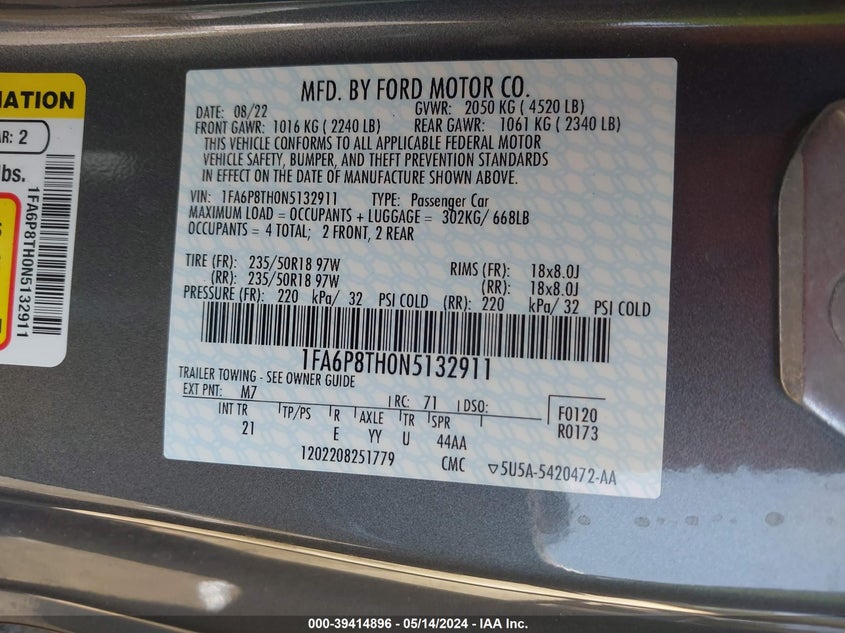 MFD. BY FORD MOTOR CO.
DATE: 08/22 GVWR: 2050 KG ( 4520 LB)
FRONT GAWR: 1016 KG ( 2240 LB) REAR GAWR: 1061 KG ( 2340 LB)
THIS VEHICLE CONFORMS TO ALL APPLICABLE FEDERAL MOTOR
VEHICLE SAFETY, BUMPER, AND THEFT PREVENTION STANDARDS
IN EFFECT ON THE DATE OF MANUFACTURE SHOWN ABOVE.
VIN: 1FA6P8TH0N5132911 TYPE: Passenger Car
MAXIMUM LOAD = OCCUPANTS + LUGGAGE = 302KG/ 668LB
OCCUPANTS = 4 TOTAL; 2 FRONT, 2 REAR
TIRE (FR): 235/50R18 97W RIMS (FR): 18x8.0J
(RR): 235/50R18 97W (RR): 18x8.0J
PRESSURE (FR): 220 kPa/ 32 PSI COLD (RR): 220 kPa/ 32 PSI COLD
1FA6P8TH0N5132911
TRAILER TOWING - SEE OWNER GUIDE
EXT PNT: M7 RC: 71 DSO: F0120
INT TR TP/PS R AXLE TR SPR R0173
21 E YY U 44AA
1202208251779 CMC ▽5U5A-5420472-AA
MATION
AR: 2
lbs.
1FA6P8TH0N5132911
000-39414896 - 05/14/2024 - IAA Inc.